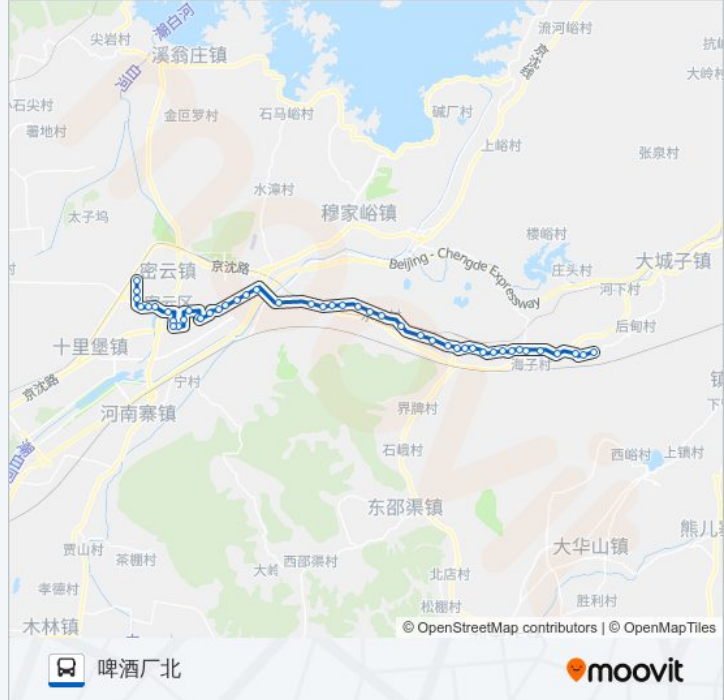 流河峪村
潮白河
尖岩村
溪翁庄镇
京沈线
白河
大岭村
石尖村
金叵罗村
石马峪村
碱厂村
署地村
上峪村
张泉村
水漳村
太子坞
穆家峪镇
楼峪村
密云镇
京沈路
Beijing - Chengde Expressway
庄头村
大城子镇
河下村
密云区
后甸村
十里堡镇
海子村
京沈路
宁村
河南寨镇
界牌村
镇
石峨村
潮白河
西峪村
上镇村
东邵渠镇
熊儿寨
贾山村
茶棚村
大岭
西邵渠村
大华山镇
北店村
孝德村
胜利村
松棚村
木林镇
© OpenStreetMap contributors | © OpenMapTiles
啤酒厂北
moovit
moovit